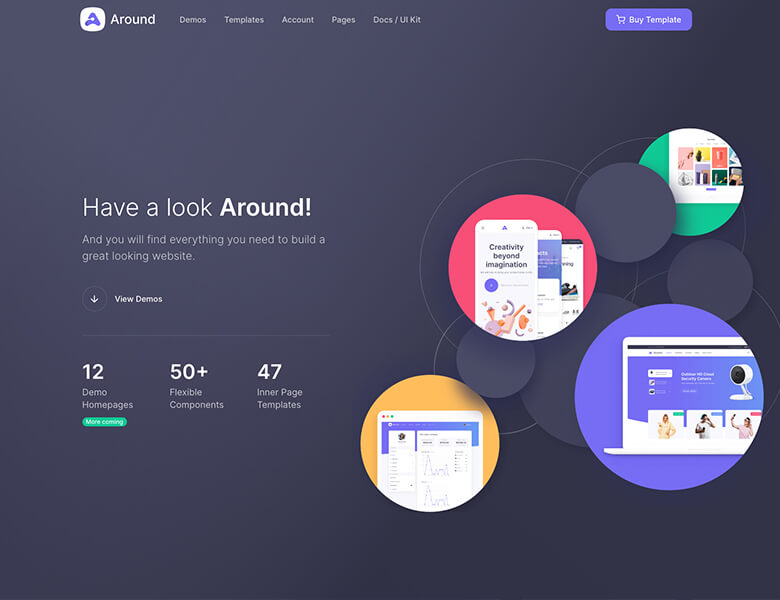 Around
Demos
Templates
Account
Pages
Docs / UI Kit
Buy Template
Have a look Around!
And you will find everything you need to build a
great looking website.
View Demos
12
Demo
Homepages
More coming
50+
Flexible
Components
47
Inner Page
Templates
Creativity
beyond
imagination
Outdoor HD Cloud
Security Camera